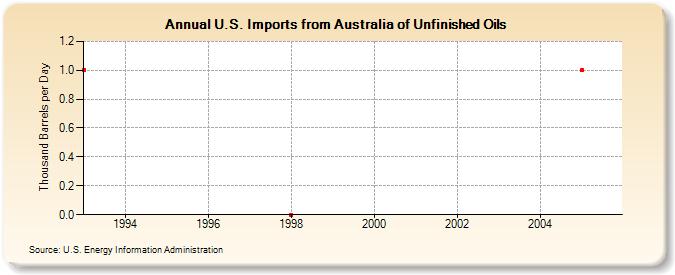 Annual U.S. Imports from Australia of Unfinished Oils
Thousand Barrels per Day
1.2
1.0
0.8
0.6
0.4
0.2
0.0
1994 1996 1998 2000 2002 2004
Source: U.S. Energy Information Administration